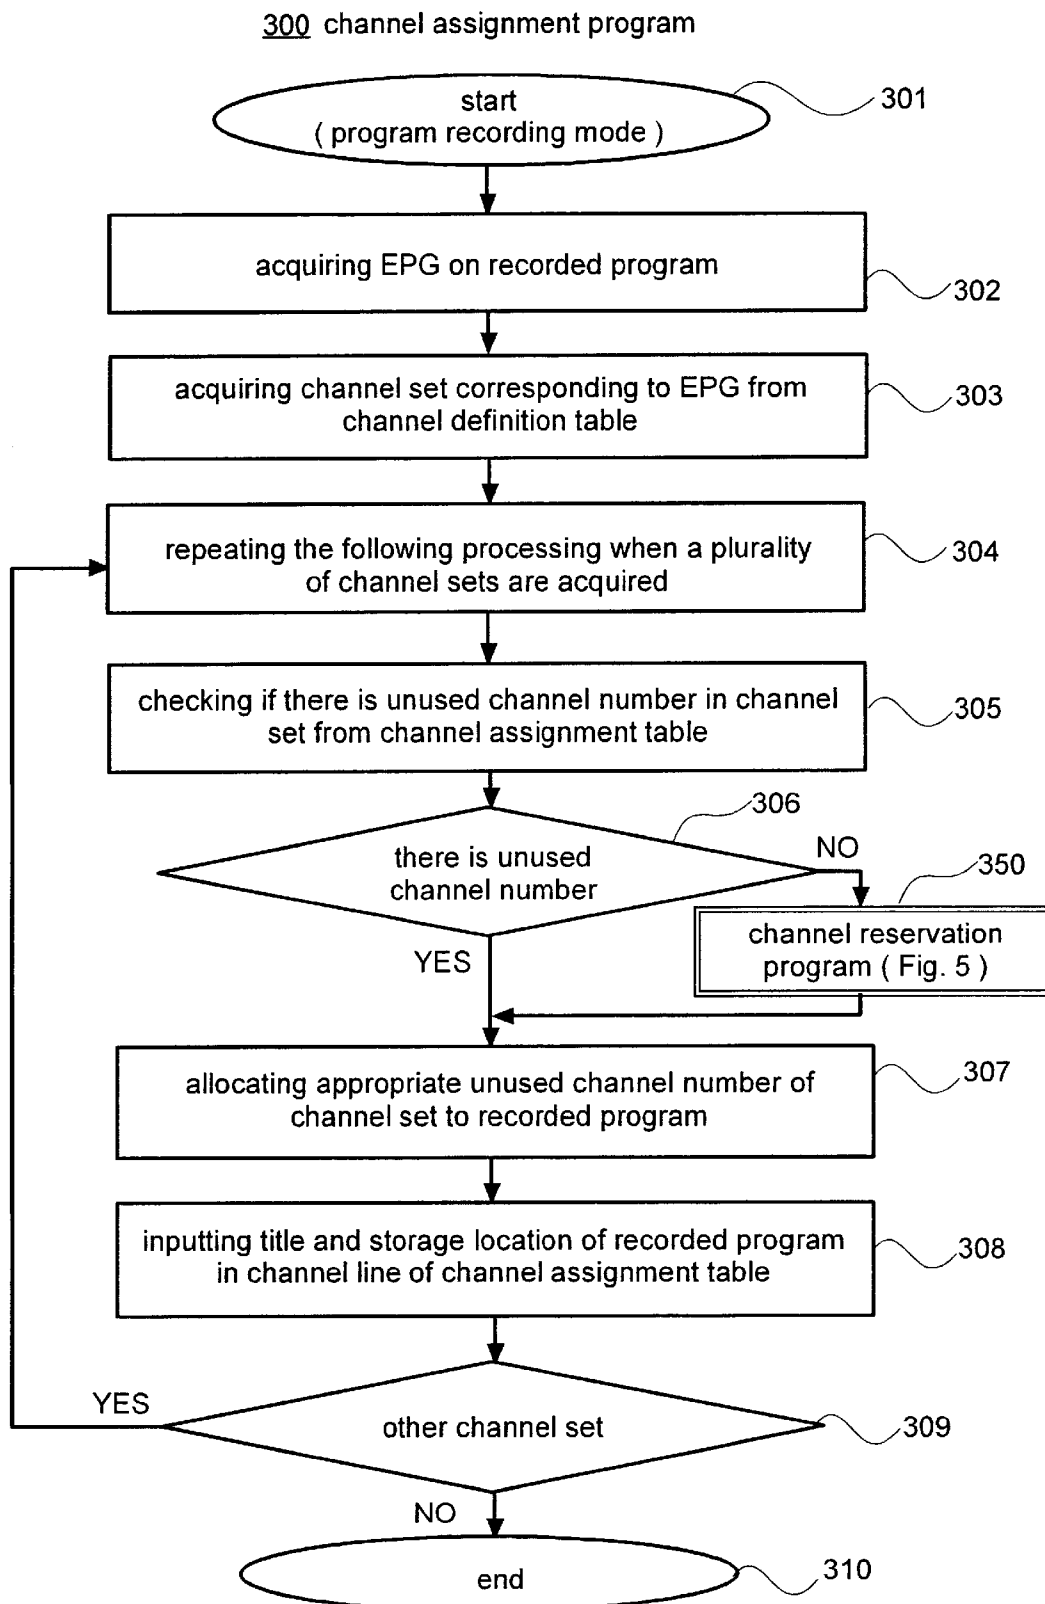 300 channel assignment program
start
( program recording mode )
301
acquiring EPG on recorded program
302
acquiring channel set corresponding to EPG from
channel definition table
303
repeating the following processing when a plurality
of channel sets are acquired
304
checking if there is unused channel number in channel
set from channel assignment table
305
306
there is unused
channel number
NO
350
channel reservation
program ( Fig. 5 )
YES
allocating appropriate unused channel number of
channel set to recorded program
307
inputting title and storage location of recorded program
in channel line of channel assignment table
308
YES
other channel set
309
NO
end
310